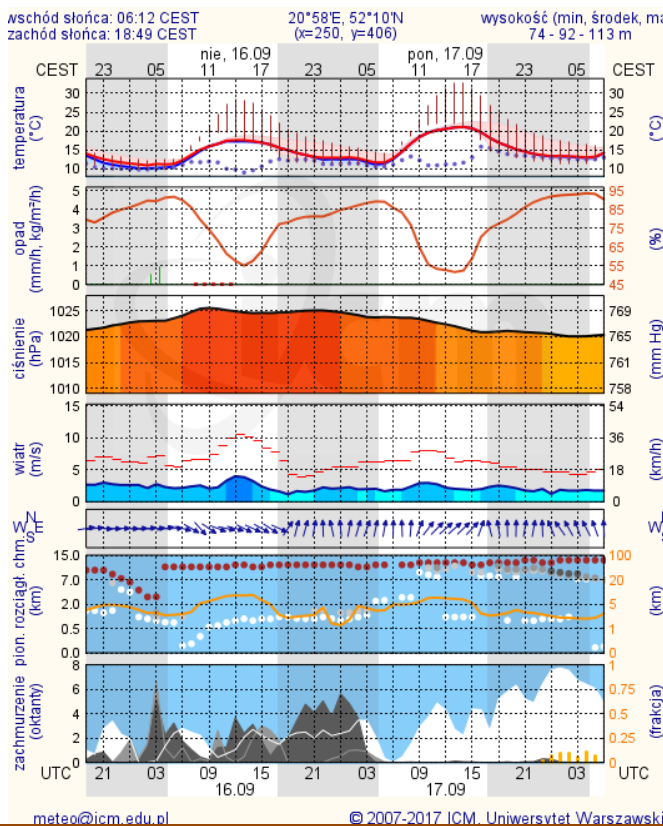 wschód słońca: 06:12 CEST 20°58'E, 52°10'N wysokość (min, środek, ma
zachód słońca: 18:49 CEST (x=250, y=406) 74 - 92 - 113 m
nie, 16.09 pon, 17.09
CEST 23 05 11 17 23 05 11 17 23 05 CEST
temperatura
(°C)
30 30
25 25
20 20
15 15
10 10
opad
(mm/h, kg/m²/h)
5 95
4 85
3 75
2 65
1 55
0 45
(%)
ciśnienie
(hPa)
1025 769
1020 765
1015 761
1010 758
(mm Hg)
wiatr
(m/s)
15 54
10 36
5 18
0 0
(km/h)
N
W E
S
W
S
pion. rozciągł. chm.
(km)
15.0 100
7.0 20
2.0 5
0.5 1
0.0 0
(km)
zachmurzenie
(oktanty)
8 1
6 0.75
4 0.5
2 0.25
0 0
(frakcja)
UTC 21 03 09 15 21 03 09 15 21 03 UTC
16.09 17.09
meteo@icm.edu.pl © 2007-2017 ICM, Uniwersytet Warszawski